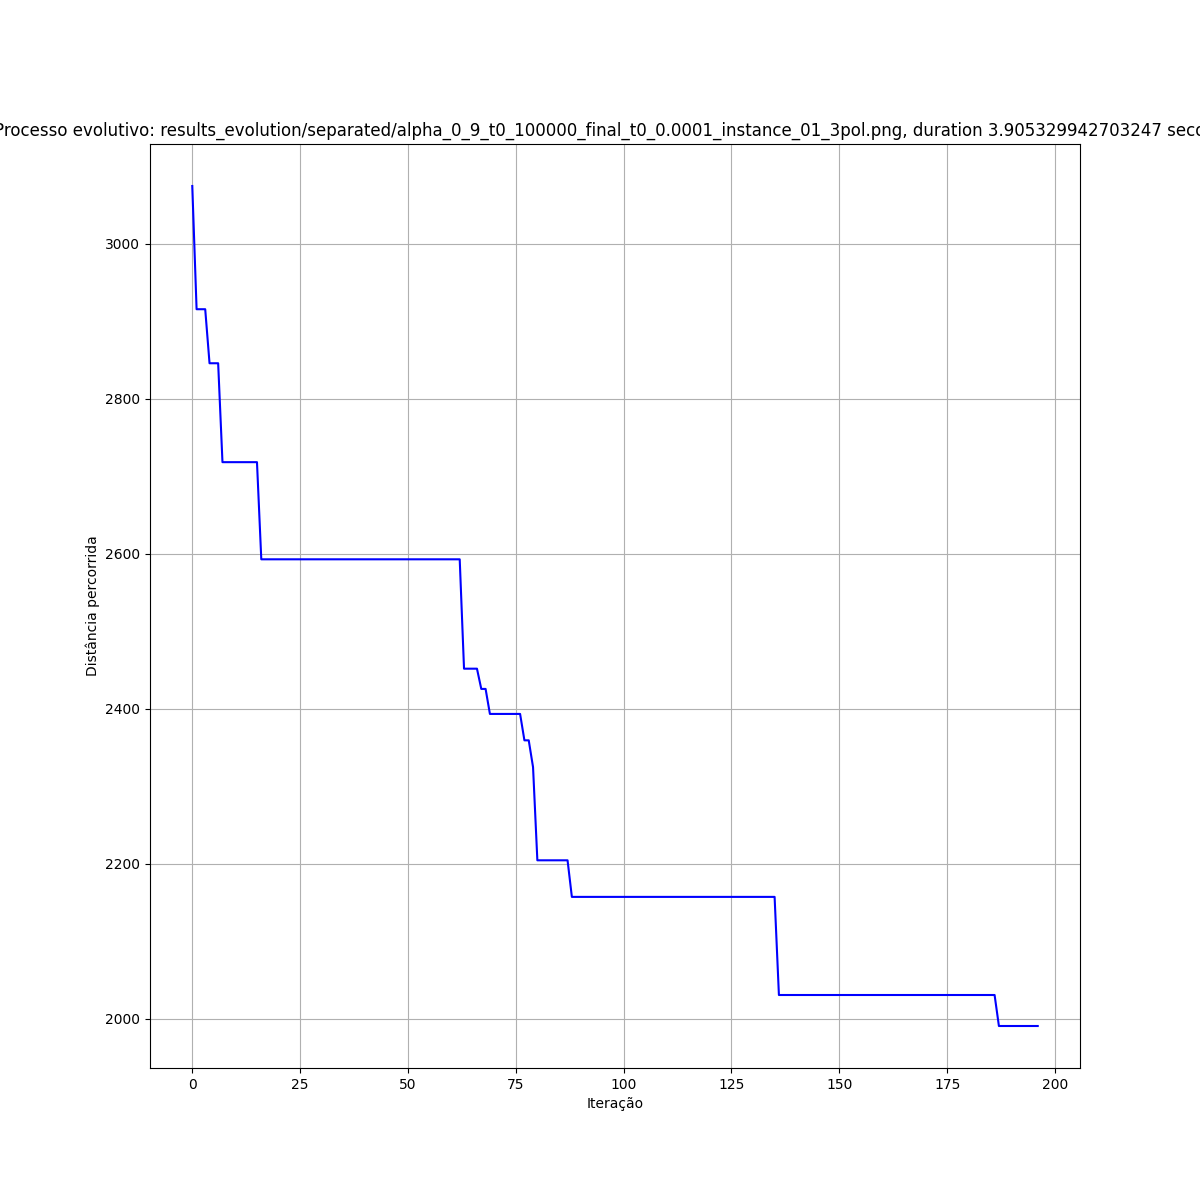 Processo evolutivo: results_evolution/separated/alpha_0_9_t0_100000_final_t0_0.0001_instance_01_3pol.png, duration 3.905329942703247 seco
3000
2800
2600
2400
2200
2000
Distância percorrida
0 25 50 75 100 125 150 175 200
Iteração